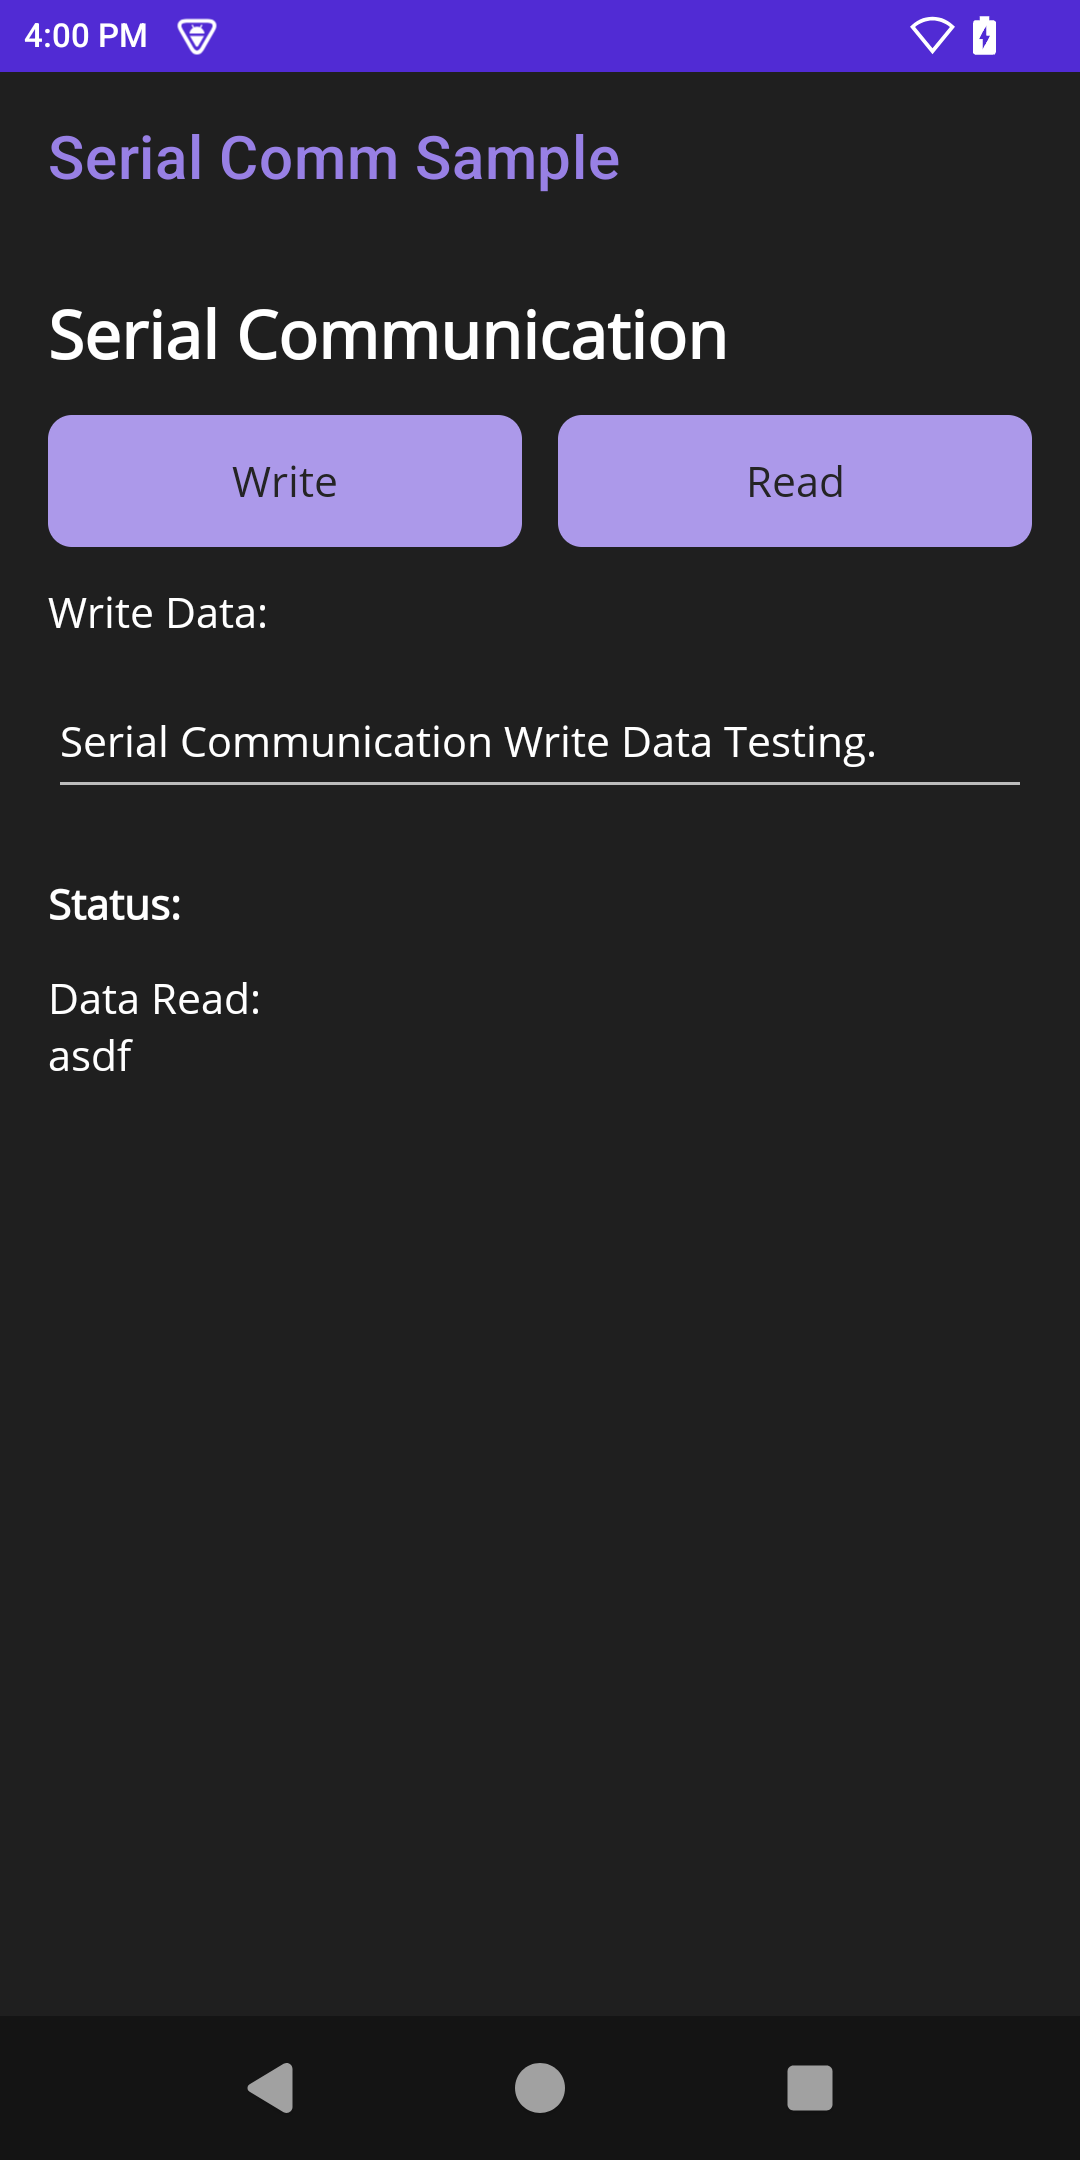 4:00 PM
Serial Comm Sample
Serial Communication
Write Read
Write Data:
Serial Communication Write Data Testing.
Status:
Data Read:
asdf